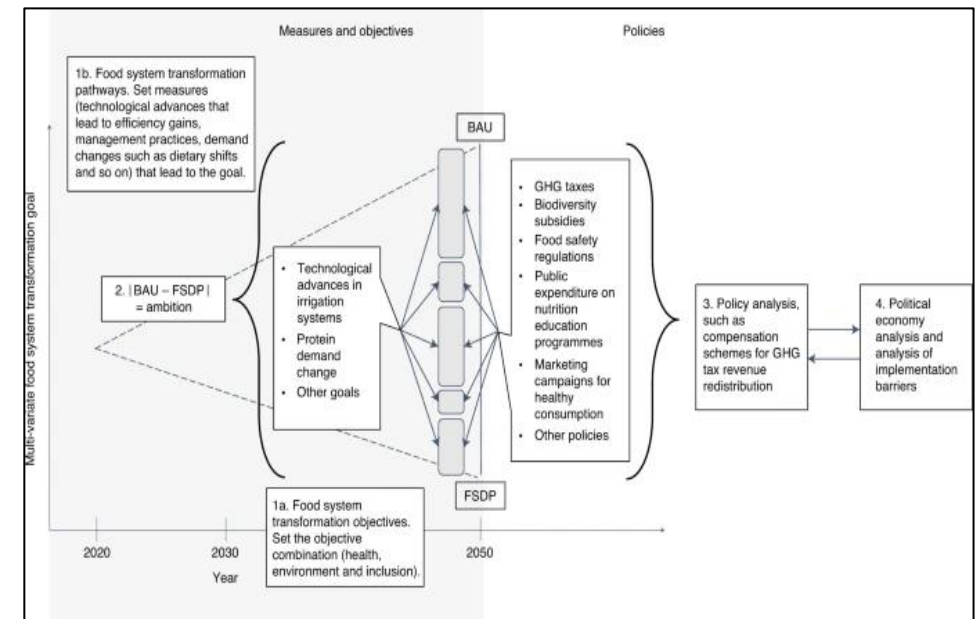 Measures and objectives
Policies
1b. Food system transformation
pathways. Set measures
(technological advances that
lead to efficiency gains,
management practices, demand
changes such as dietary shifts
and so on) that lead to the goal.
BAU
Multi-variate food system transformation goal
2. |BAU – FSDP|
= ambition
• Technological
advances in
irrigation
systems
• Protein
demand
change
• Other goals
• GHG taxes
• Biodiversity
subsidies
• Food safety
regulations
• Public
expenditure on
nutrition
education
programmes
• Marketing
campaigns for
healthy
consumption
• Other policies
3. Policy analysis,
such as
compensation
schemes for GHG
tax revenue
redistribution
4. Political
economy
analysis and
analysis of
implementation
barriers
FSDP
1a. Food system
transformation objectives.
Set the objective
combination (health,
environment and inclusion).
2020
2030
2050
Year